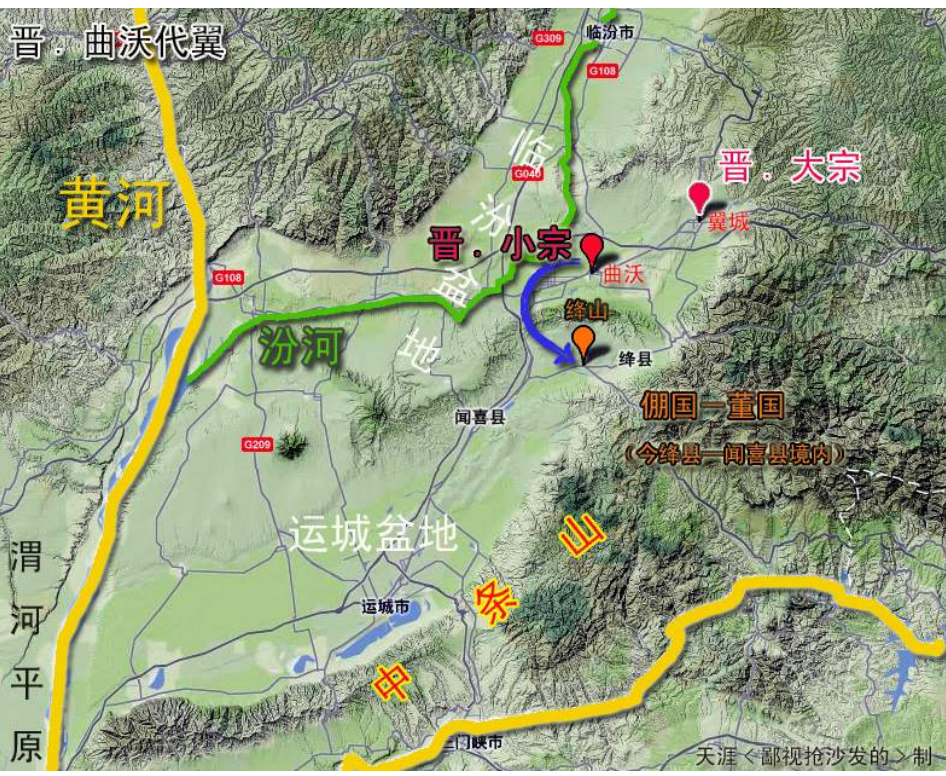 晋．曲沃代翼
G309
临汾市
G108
临汾盆地
G040
晋．大宗
翼城
黄河
晋．小宗
曲沃
G108
绛山
汾河
绛县
倗国—董国
闻喜县
（今绛县—闻喜县境内）
G209
运城盆地
中条山
渭河平原
运城市
三门峡市
天涯＜鄙视抢沙发的＞制